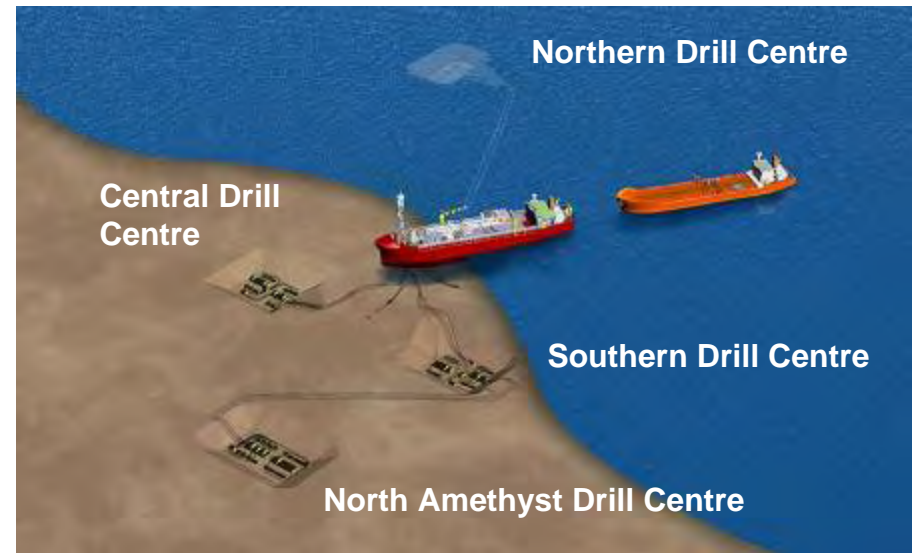 Northern Drill Centre
Central Drill
Centre
Southern Drill Centre
North Amethyst Drill Centre